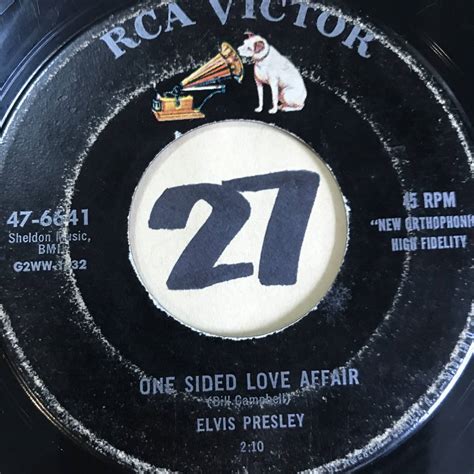 RCA VICTOR
27
47-6641
Sheldon Music,
BMI
45 RPM
"NEW ORTHOPHONIC"
HIGH FIDELITY
ONE SIDED LOVE AFFAIR
(Bill Campbell)
ELVIS PRESLEY
2:10